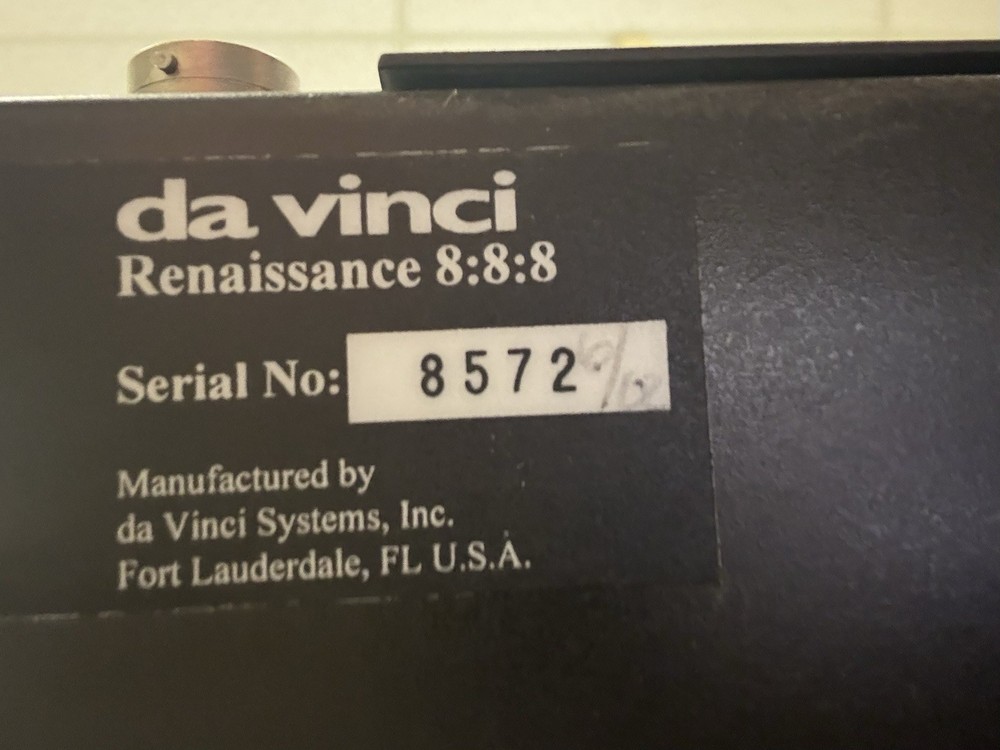 da vinci
Renaissance 8:8:8
Serial No: 8572
Manufactured by
da Vinci Systems, Inc.
Fort Lauderdale, FL U.S.A.